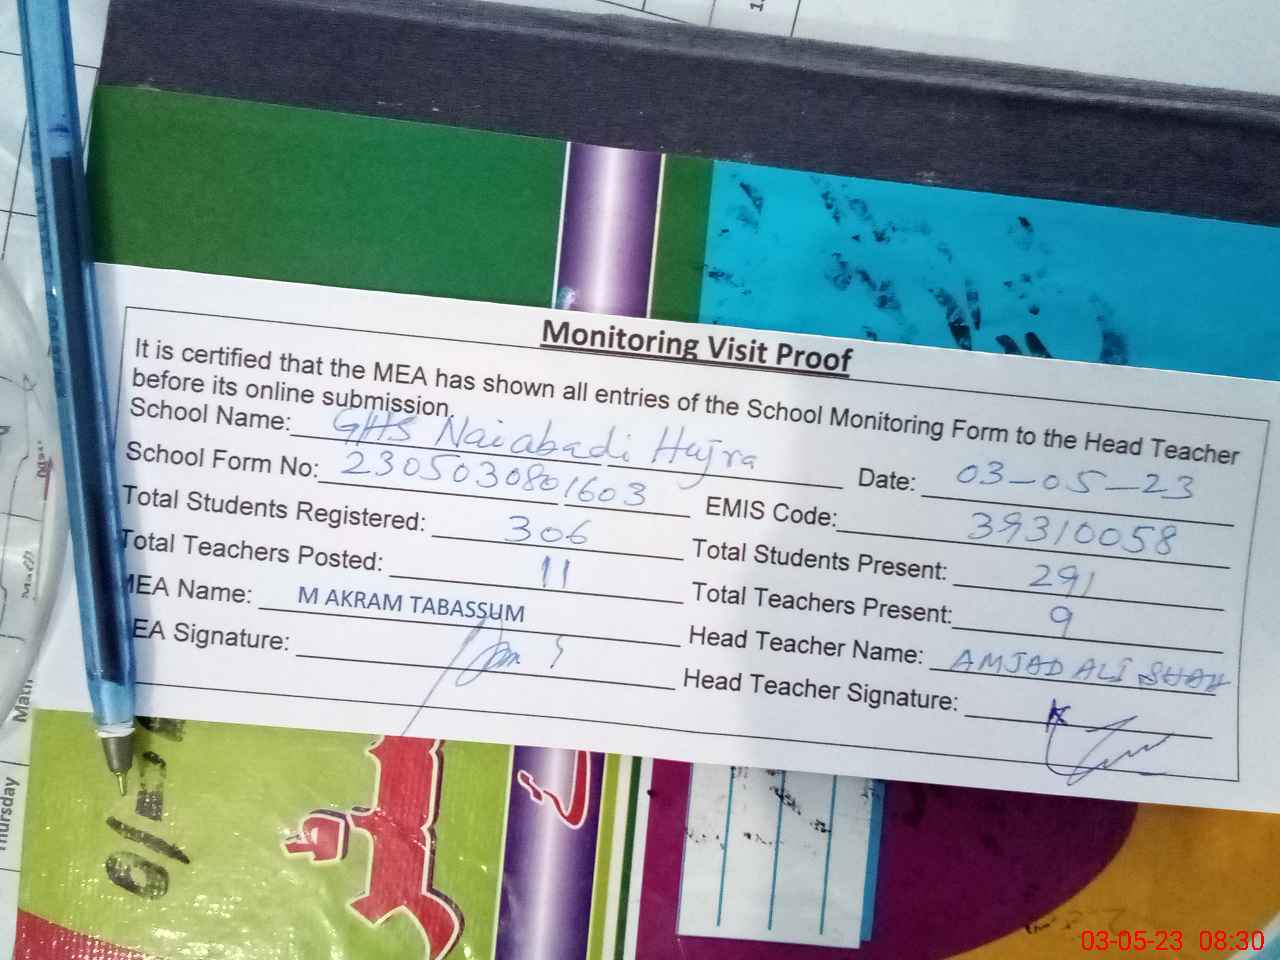 Monitoring Visit Proof
It is certified that the MEA has shown all entries of the School Monitoring Form to the Head Teacher
before its online submission.
School Name: GHS Naiabadi Hujra Date: 03-05-23
School Form No: 2305030801603 EMIS Code: 39310058
Total Students Registered: 306 Total Students Present: 291
Total Teachers Posted: 11 Total Teachers Present: 9
MEA Name: M AKRAM TABASSUM Head Teacher Name: AMJAD ALI SHAH
EA Signature: Head Teacher Signature:
Math
Math
Thursday
03-05-23 08:30